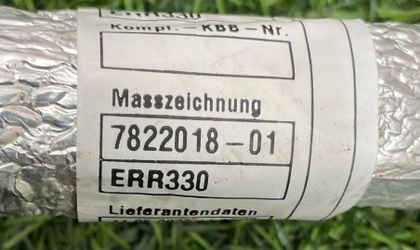 ERR330
Kompl.-KBB-Nr.
Masszeichnung
7822018-01
ERR330
Lieferantendaten